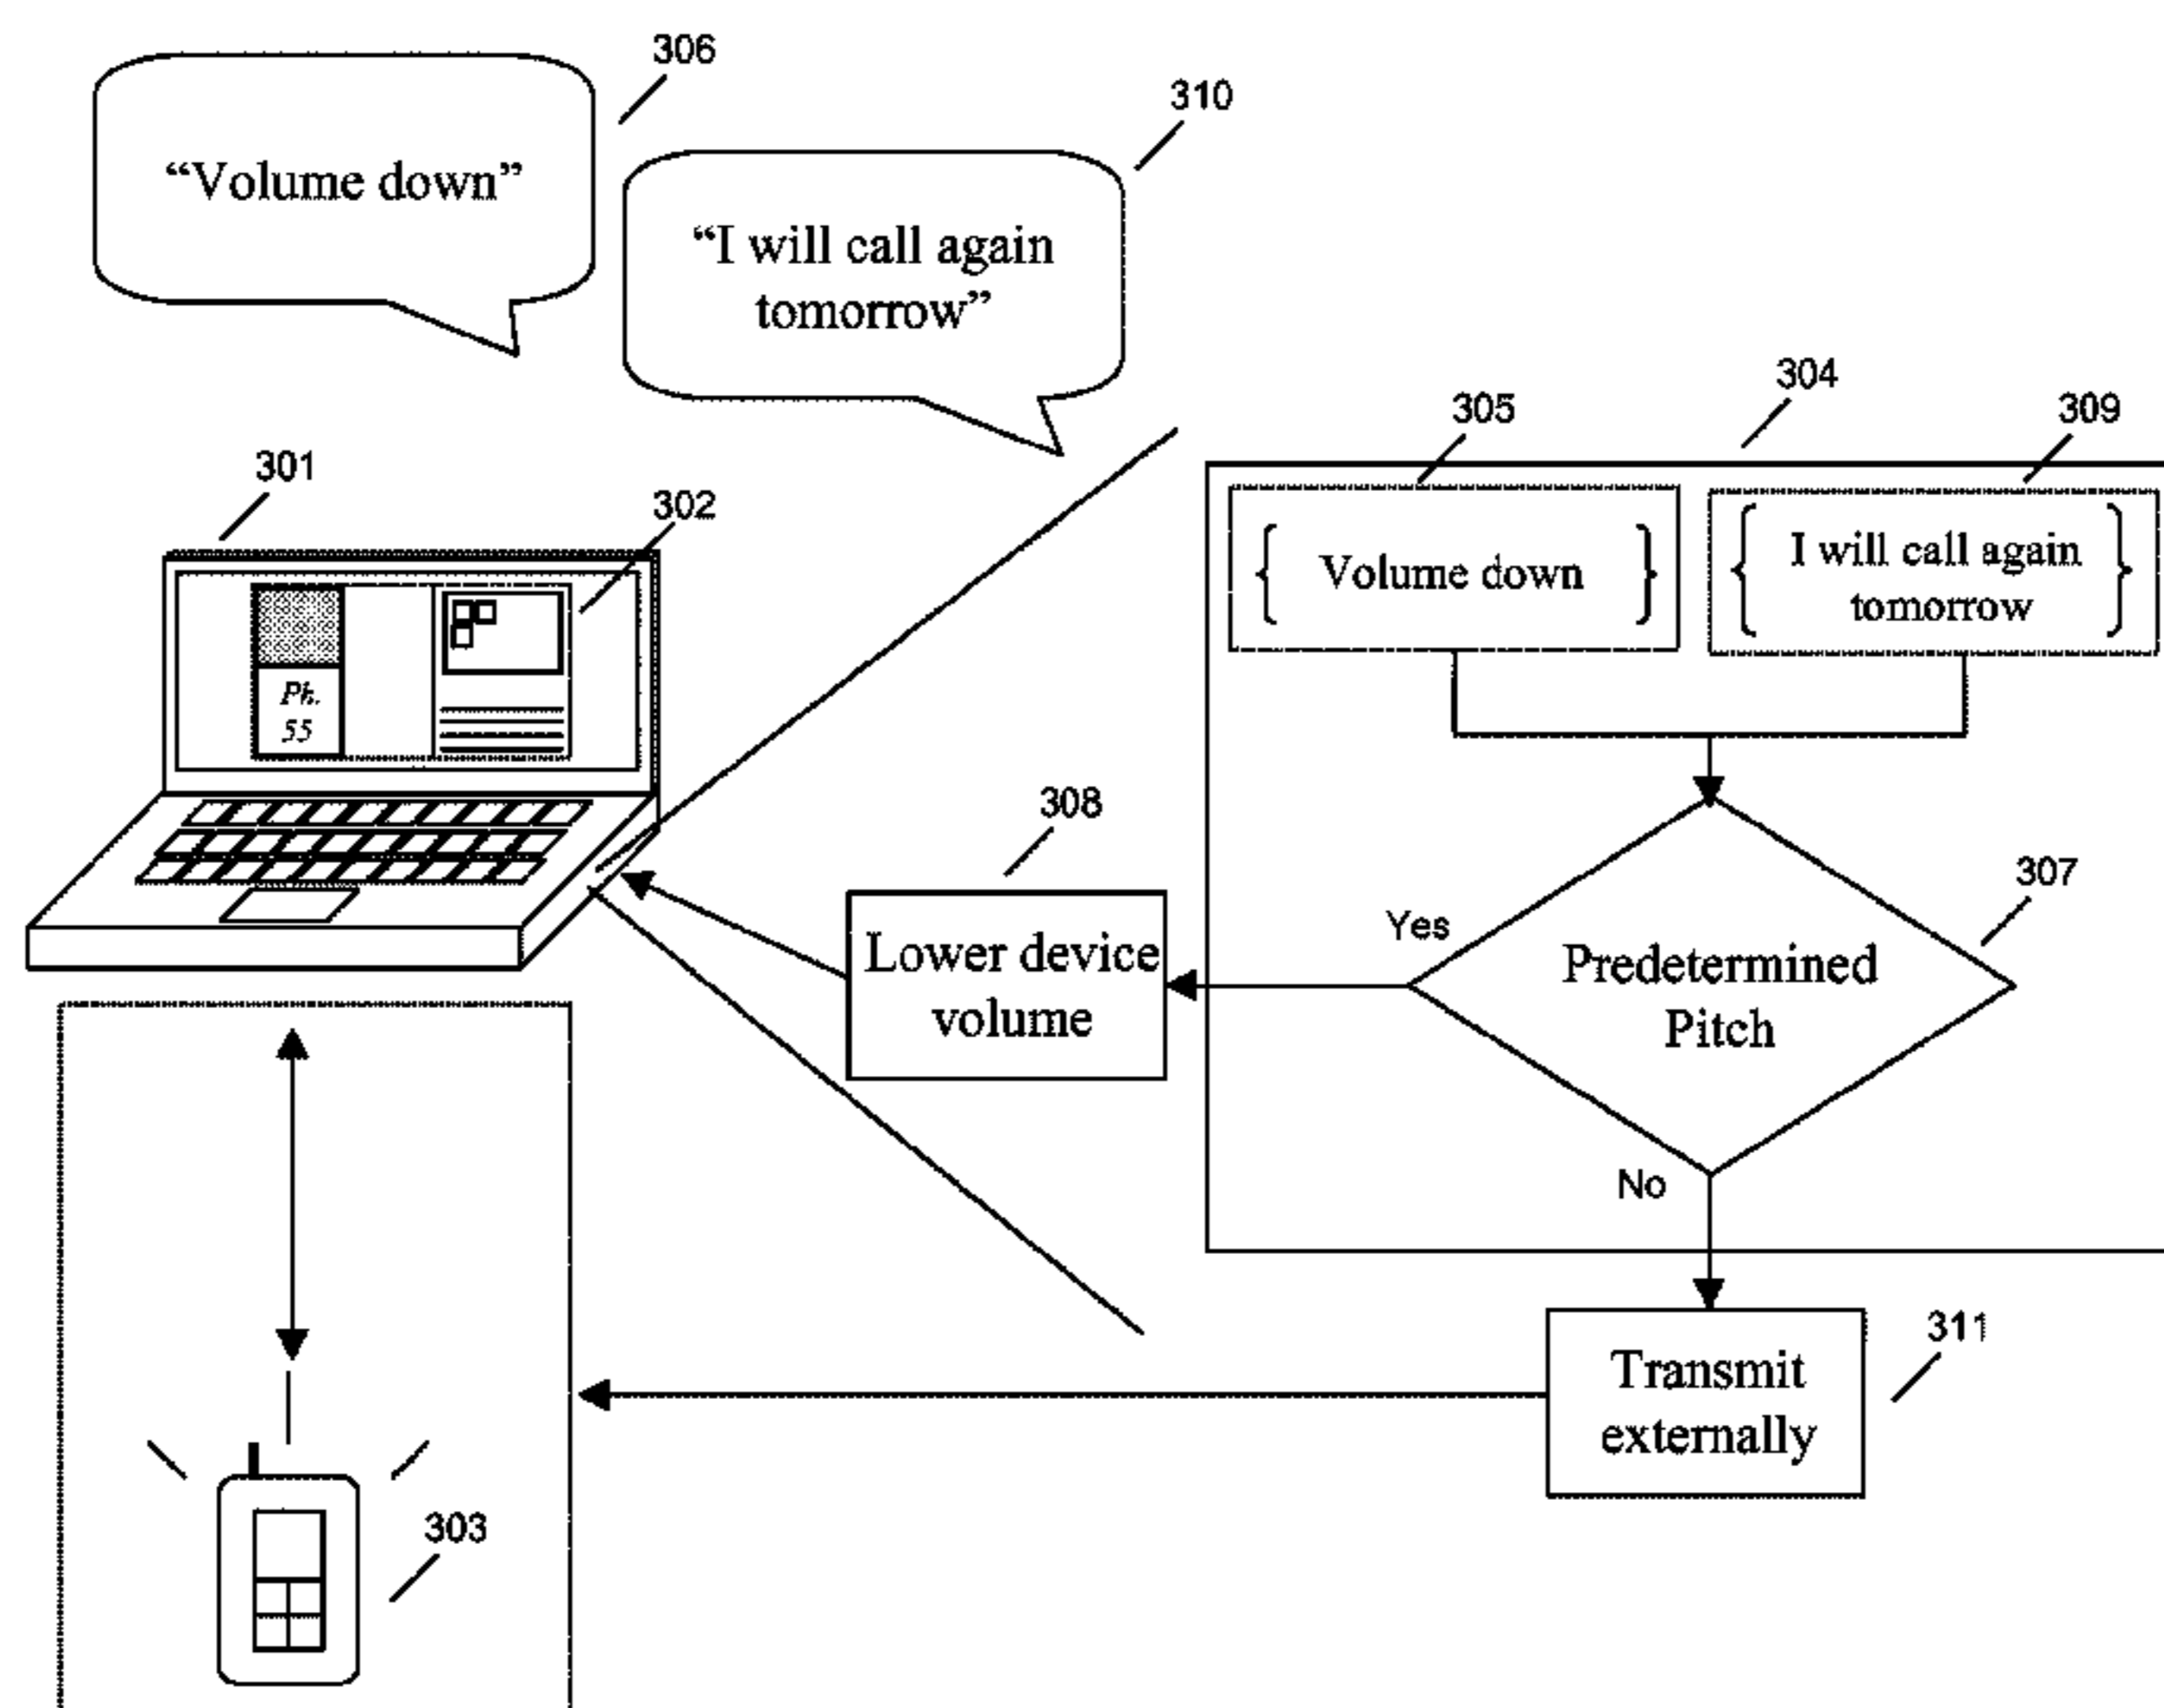 306
310
“Volume down”
“I will call again
tomorrow”
304
305
309
301
302
Volume down
I will call again
tomorrow
Ph.
55
308
307
Yes
Lower device
volume
Predetermined
Pitch
No
311
Transmit
externally
303